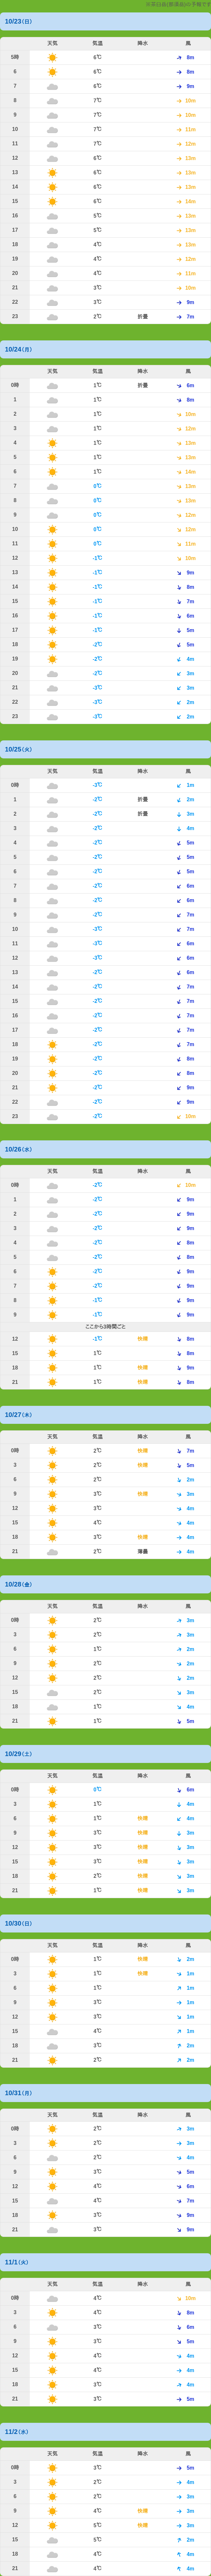 10/23(日)
天気 気温 降水 風
5時 6℃ 8m
6 6℃ 8m
7 6℃ 9m
8 7℃ 10m
9 7℃ 10m
10 7℃ 11m
11 7℃ 12m
12 6℃ 13m
13 6℃ 13m
14 6℃ 13m
15 6℃ 14m
16 5℃ 13m
17 5℃ 13m
18 4℃ 13m
19 4℃ 12m
20 4℃ 11m
21 3℃ 10m
22 3℃ 9m
23 2℃ 折曇 7m
10/24(月)
天気 気温 降水 風
0時 1℃ 折曇 6m
1 1℃ 8m
2 1℃ 10m
3 1℃ 12m
4 1℃ 13m
5 1℃ 13m
6 1℃ 14m
7 0℃ 13m
8 0℃ 13m
9 0℃ 12m
10 0℃ 12m
11 0℃ 11m
12 -1℃ 10m
13 -1℃ 9m
14 -1℃ 8m
15 -1℃ 7m
16 -1℃ 6m
17 -1℃ 5m
18 -2℃ 5m
19 -2℃ 4m
20 -2℃ 3m
21 -3℃ 3m
22 -3℃ 2m
23 -3℃ 2m
10/25(火)
天気 気温 降水 風
0時 -3℃ 1m
1 -2℃ 折曇 2m
2 -2℃ 折曇 3m
3 -2℃ 4m
4 -2℃ 5m
5 -2℃ 5m
6 -2℃ 5m
7 -2℃ 6m
8 -2℃ 6m
9 -2℃ 7m
10 -3℃ 7m
11 -3℃ 6m
12 -3℃ 6m
13 -2℃ 6m
14 -2℃ 7m
15 -2℃ 7m
16 -2℃ 7m
17 -2℃ 7m
18 -2℃ 7m
19 -2℃ 8m
20 -2℃ 8m
21 -2℃ 9m
22 -2℃ 9m
23 -2℃ 10m
10/26(水)
天気 気温 降水 風
0時 -2℃ 10m
1 -2℃ 9m
2 -2℃ 9m
3 -2℃ 9m
4 -2℃ 8m
5 -2℃ 8m
6 -2℃ 9m
7 -2℃ 9m
8 -1℃ 9m
9 -1℃ 9m
ここから3時間ごと
12 -1℃ 快晴 8m
15 1℃ 8m
18 1℃ 快晴 9m
21 1℃ 快晴 8m
10/27(木)
天気 気温 降水 風
0時 2℃ 快晴 7m
3 2℃ 快晴 5m
6 2℃ 2m
9 3℃ 快晴 3m
12 3℃ 4m
15 3℃ 4m
18 3℃ 快晴 4m
21 2℃ 薄曇 4m
10/28(金)
天気 気温 降水 風
0時 2℃ 3m
3 2℃ 3m
6 1℃ 2m
9 2℃ 2m
12 2℃ 2m
15 2℃ 3m
18 1℃ 4m
21 1℃ 5m
10/29(土)
天気 気温 降水 風
0時 0℃ 6m
3 1℃ 4m
6 1℃ 快晴 4m
9 3℃ 快晴 3m
12 3℃ 快晴 3m
15 3℃ 快晴 3m
18 2℃ 快晴 3m
21 1℃ 快晴 3m
10/30(日)
天気 気温 降水 風
0時 1℃ 快晴 2m
3 1℃ 快晴 1m
6 1℃ 1m
9 3℃ 1m
12 3℃ 1m
15 4℃ 1m
18 3℃ 2m
21 2℃ 2m
10/31(月)
天気 気温 降水 風
0時 2℃ 3m
3 2℃ 3m
6 2℃ 4m
9 3℃ 5m
12 4℃ 6m
15 4℃ 7m
18 3℃ 9m
21 3℃ 9m
11/1(火)
天気 気温 降水 風
0時 4℃ 10m
3 4℃ 8m
6 3℃ 6m
9 3℃ 5m
12 4℃ 4m
15 4℃ 4m
18 3℃ 4m
21 3℃ 5m
11/2(水)
天気 気温 降水 風
0時 3℃ 5m
3 2℃ 4m
6 2℃ 3m
9 4℃ 快晴 3m
12 5℃ 快晴 3m
15 5℃ 2m
18 4℃ 4m
21 4℃ 4m